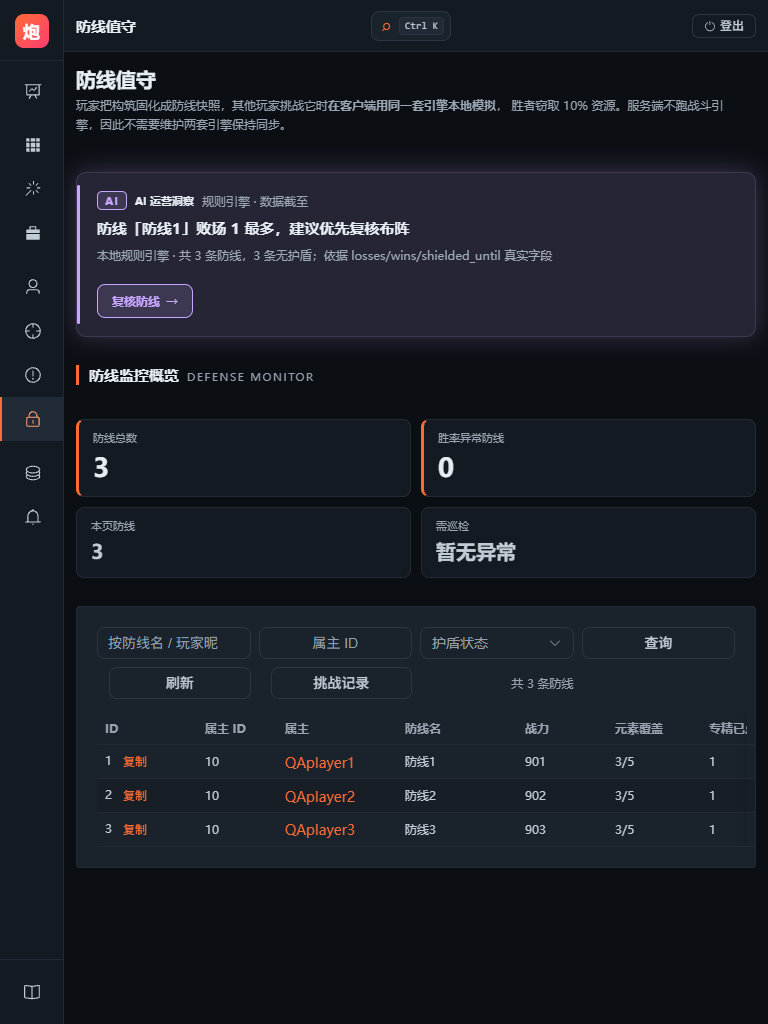 炮
防线值守
Ctrl K
登出
防线值守
玩家把构筑固化成防线快照，其他玩家挑战它时在客户端用同一套引擎本地模拟， 胜者窃取 10% 资源。服务端不跑战斗引
擎，因此不需要维护两套引擎保持同步。
AI AI 运营洞察 规则引擎 · 数据截至
防线「防线1」败场 1 最多，建议优先复核布阵
本地规则引擎 · 共 3 条防线，3 条无护盾；依据 losses/wins/shielded_until 真实字段
复核防线 →
防线监控概览 DEFENSE MONITOR
防线总数
3
胜率异常防线
0
本页防线
3
需巡检
暂无异常
按防线名 / 玩家昵
属主 ID
护盾状态
查询
刷新
挑战记录
共 3 条防线
ID 属主 ID 属主 防线名 战力 元素覆盖 专精已
1 复制 10 QAplayer1 防线1 901 3/5 1
2 复制 10 QAplayer2 防线2 902 3/5 1
3 复制 10 QAplayer3 防线3 903 3/5 1